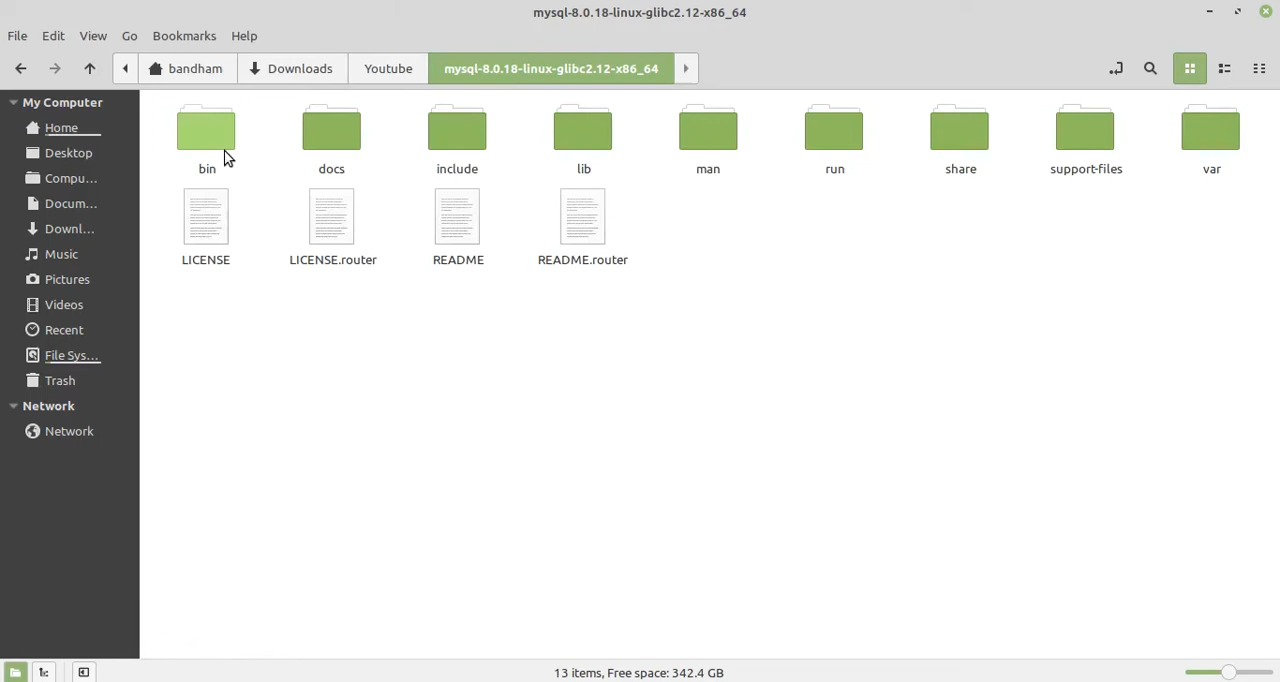 mysql-8.0.18-linux-glibc2.12-x86_64
File Edit View Go Bookmarks Help
bandham Downloads Youtube mysql-8.0.18-linux-glibc2.12-x86_64
My Computer
Home
Desktop
Compu...
Docum...
Downl...
Music
Pictures
Videos
Recent
File Sys...
Trash
Network
Network
bin docs include lib man run share support-files var
LICENSE LICENSE.router README README.router
13 items, Free space: 342.4 GB